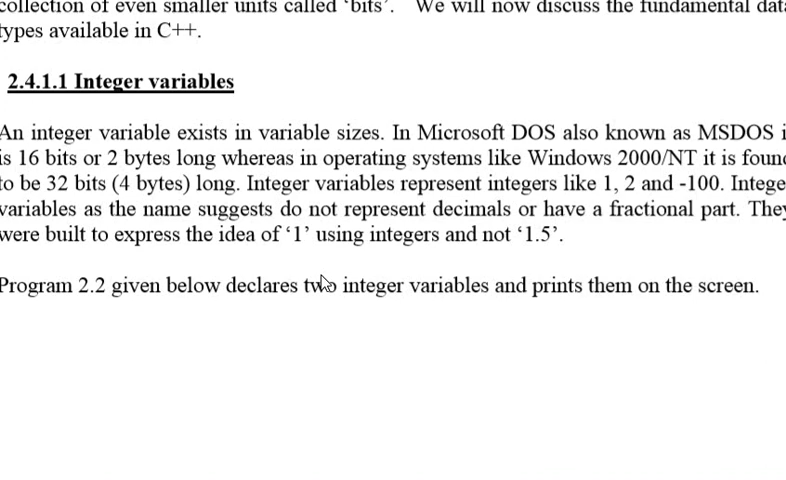 collection of even smaller units called 'bits'. We will now discuss the fundamental data
types available in C++.
2.4.1.1 Integer variables
An integer variable exists in variable sizes. In Microsoft DOS also known as MSDOS i
is 16 bits or 2 bytes long whereas in operating systems like Windows 2000/NT it is found
to be 32 bits (4 bytes) long. Integer variables represent integers like 1, 2 and -100. Intege
variables as the name suggests do not represent decimals or have a fractional part. They
were built to express the idea of ‘1’ using integers and not ‘1.5’.
Program 2.2 given below declares two integer variables and prints them on the screen.